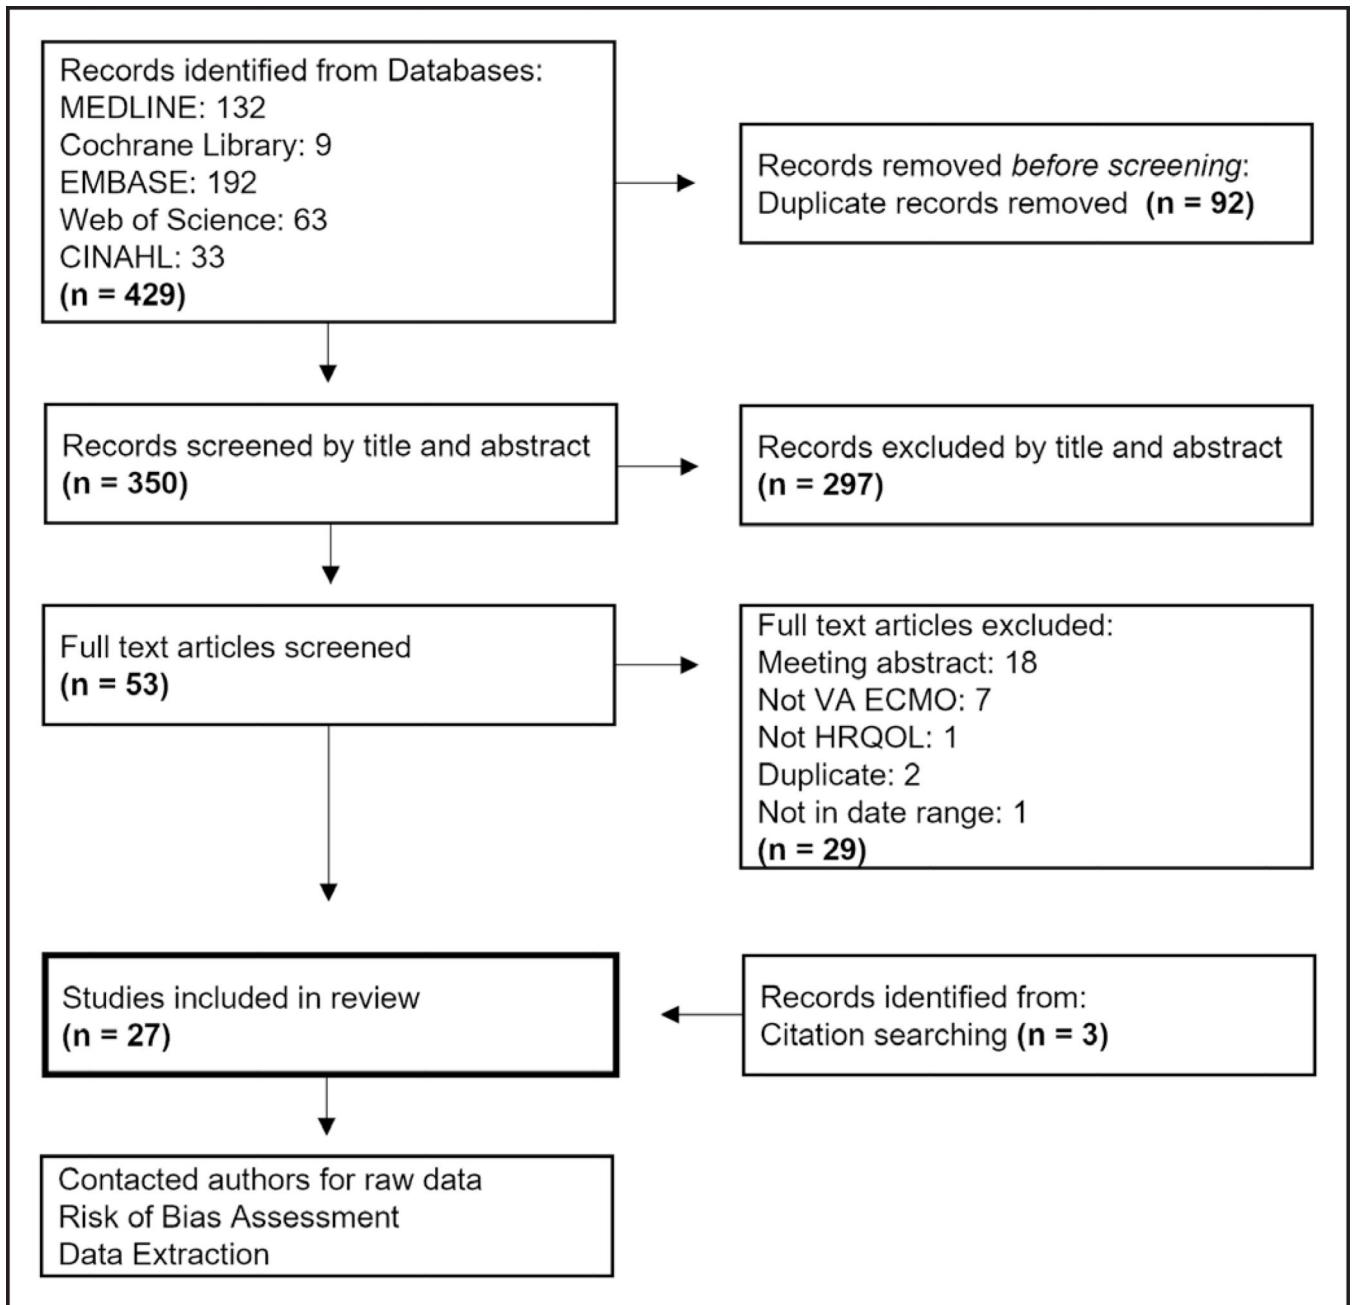 Records identified from Databases:
MEDLINE: 132
Cochrane Library: 9
EMBASE: 192
Web of Science: 63
CINAHL: 33
(n = 429)
Records removed before screening:
Duplicate records removed (n = 92)
Records screened by title and abstract
(n = 350)
Records excluded by title and abstract
(n = 297)
Full text articles screened
(n = 53)
Full text articles excluded:
Meeting abstract: 18
Not VA ECMO: 7
Not HRQOL: 1
Duplicate: 2
Not in date range: 1
(n = 29)
Studies included in review
(n = 27)
Records identified from:
Citation searching (n = 3)
Contacted authors for raw data
Risk of Bias Assessment
Data Extraction